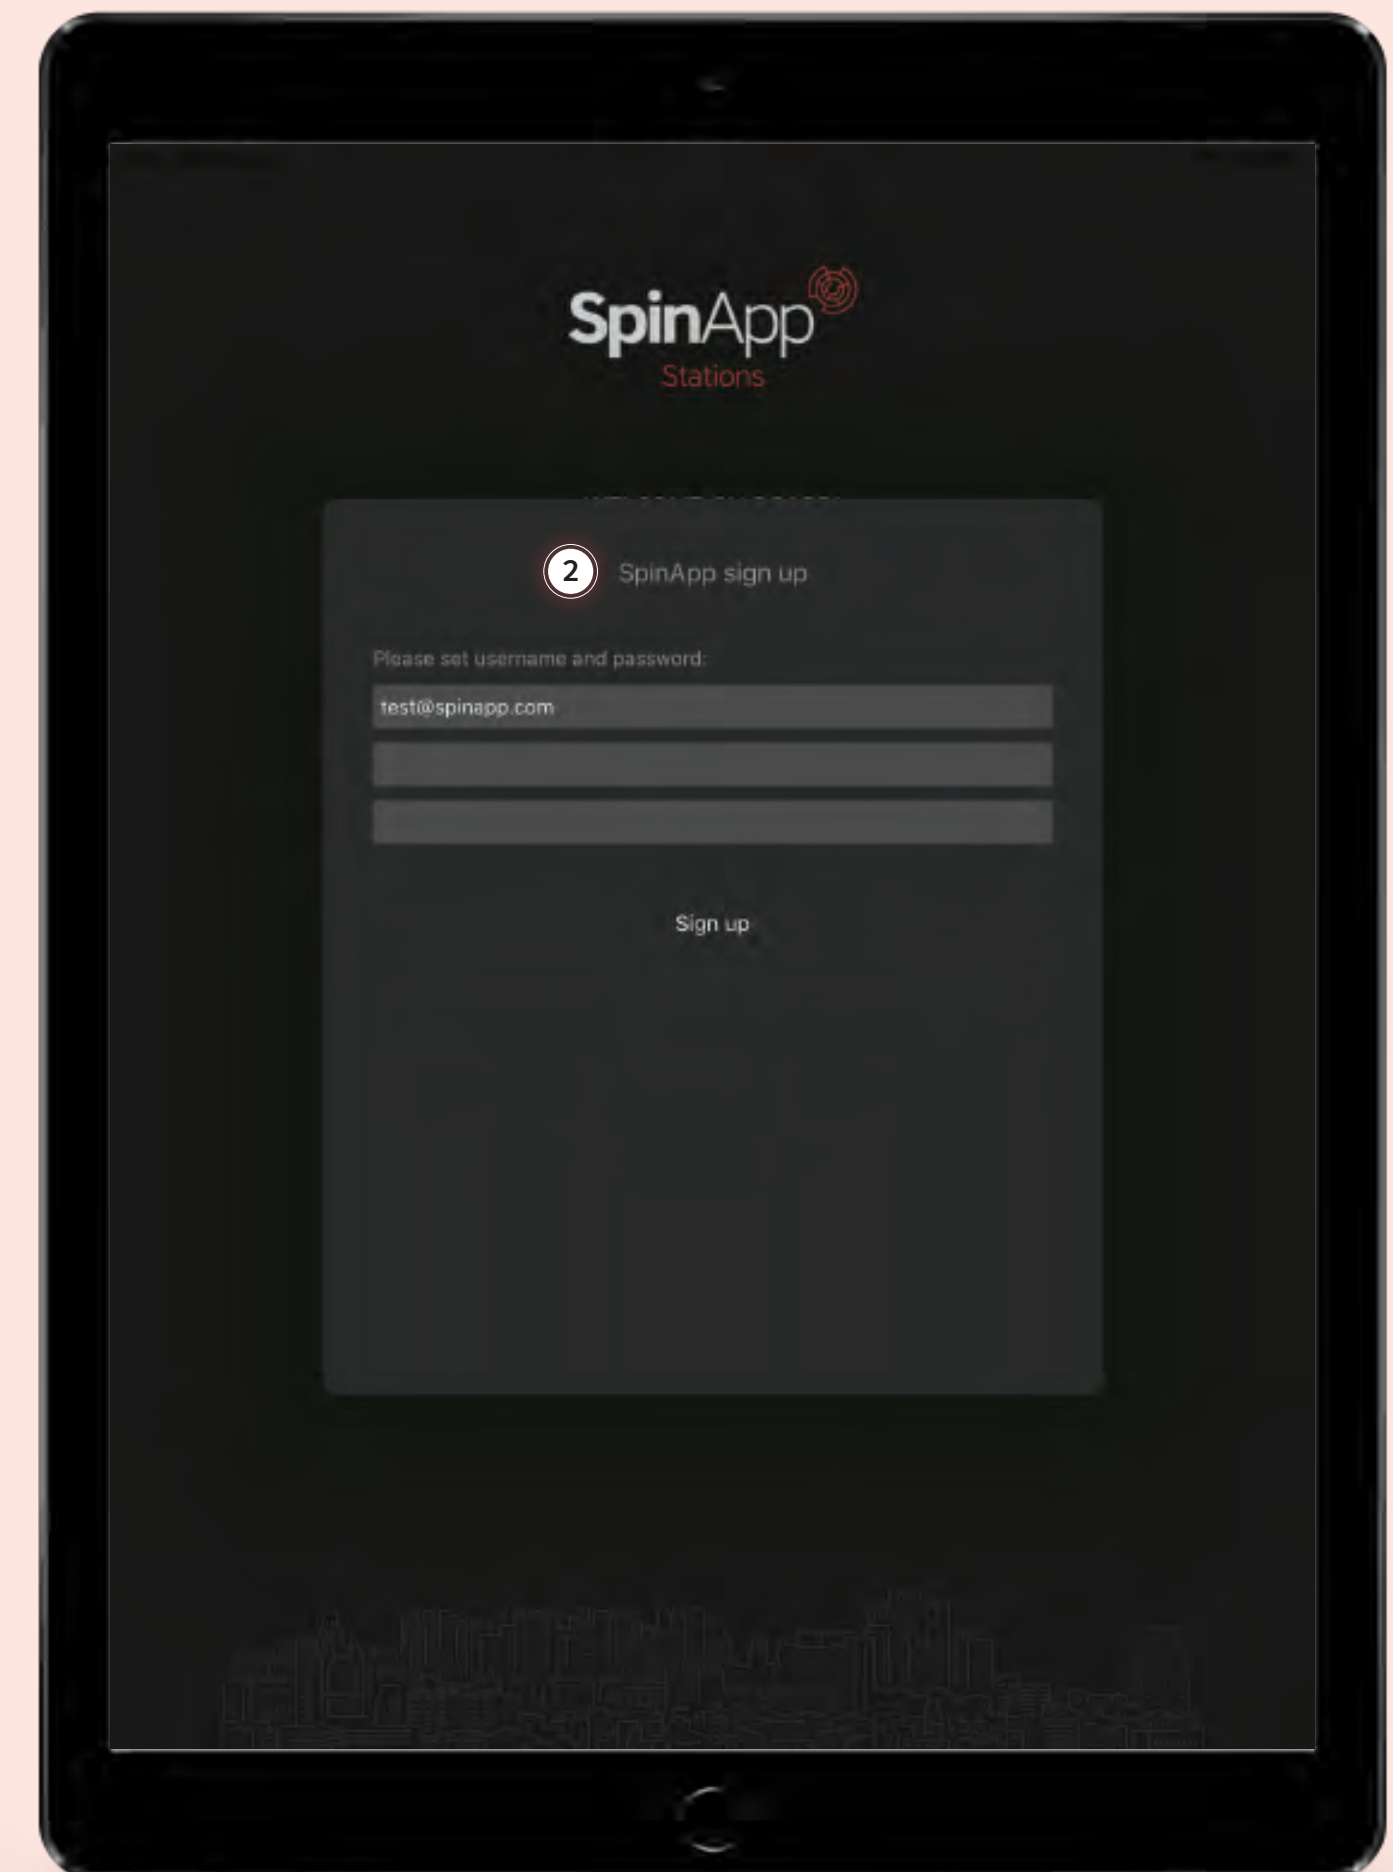 SpinApp
Stations
2 SpinApp sign up
Please set username and password:
test@spinapp.com
Sign up